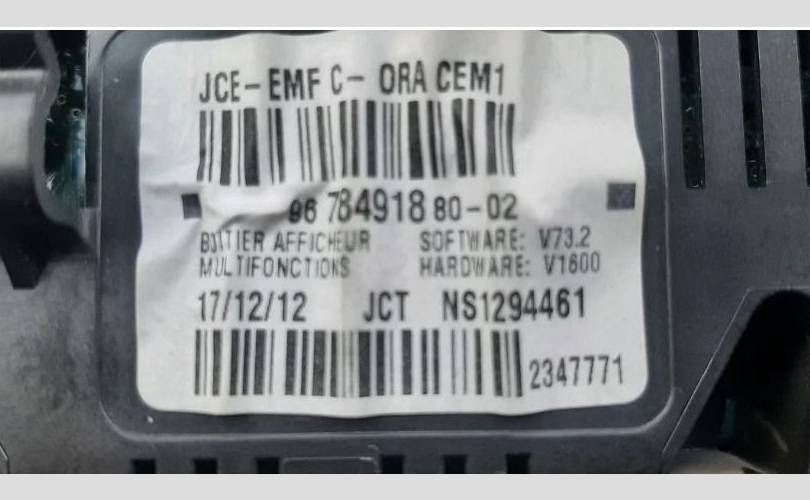 JCE-EMF C- ORA CEM1
96 784918 80-02
BOITIER AFFICHEUR SOFTWARE: V73.2
MULTIFONCTIONS HARDWARE: V1600
17/12/12 JCT NS1294461
2347771